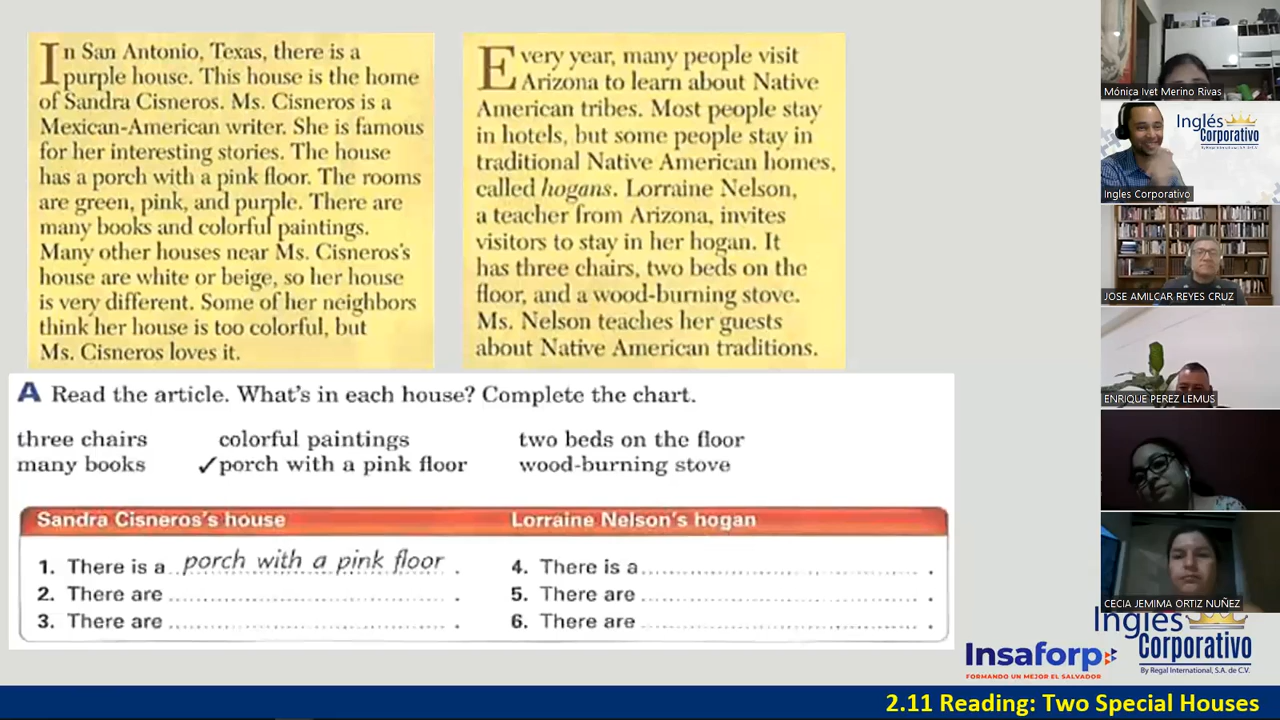 In San Antonio, Texas, there is a
purple house. This house is the home
of Sandra Cisneros. Ms. Cisneros is a
Mexican-American writer. She is famous
for her interesting stories. The house
has a porch with a pink floor. The rooms
are green, pink, and purple. There are
many books and colorful paintings.
Many other houses near Ms. Cisneros's
house are white or beige, so her house
is very different. Some of her neighbors
think her house is too colorful, but
Ms. Cisneros loves it.
Every year, many people visit
Arizona to learn about Native
American tribes. Most people stay
in hotels, but some people stay in
traditional Native American homes,
called hogans. Lorraine Nelson,
a teacher from Arizona, invites
visitors to stay in her hogan. It
has three chairs, two beds on the
floor, and a wood-burning stove.
Ms. Nelson teaches her guests
about Native American traditions.
A Read the article. What's in each house? Complete the chart.
three chairs colorful paintings two beds on the floor
many books ✓porch with a pink floor wood-burning stove
Sandra Cisneros's house Lorraine Nelson's hogan
1. There is a porch with a pink floor . 4. There is a .
2. There are . 5. There are .
3. There are . 6. There are .
Mónica Ivet Merino Rivas
Inglés
Corporativo
By Regal International, S.A. de C.V.
Ingles Corporativo
JOSE AMILCAR REYES CRUZ
ENRIQUE PEREZ LEMUS
CECIA JEMIMA ORTIZ NUÑEZ
Insaforp
FORMANDO UN MEJOR EL SALVADOR
Inglés
Corporativo
By Regal International, S.A. de C.V.
2.11 Reading: Two Special Houses